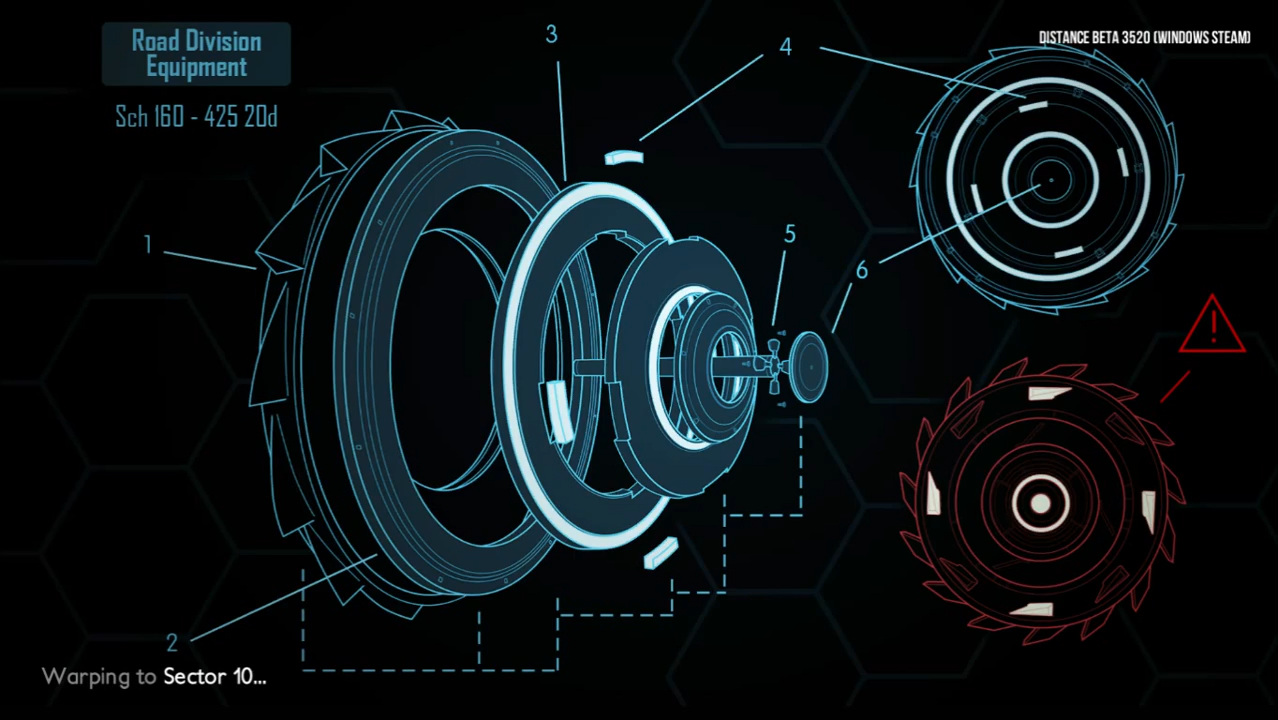 Road Division
Equipment
Sch 160 - 425 20d
DISTANCE BETA 3520 (WINDOWS STEAM)
3
4
1
5
6
!
2
Warping to Sector 10...